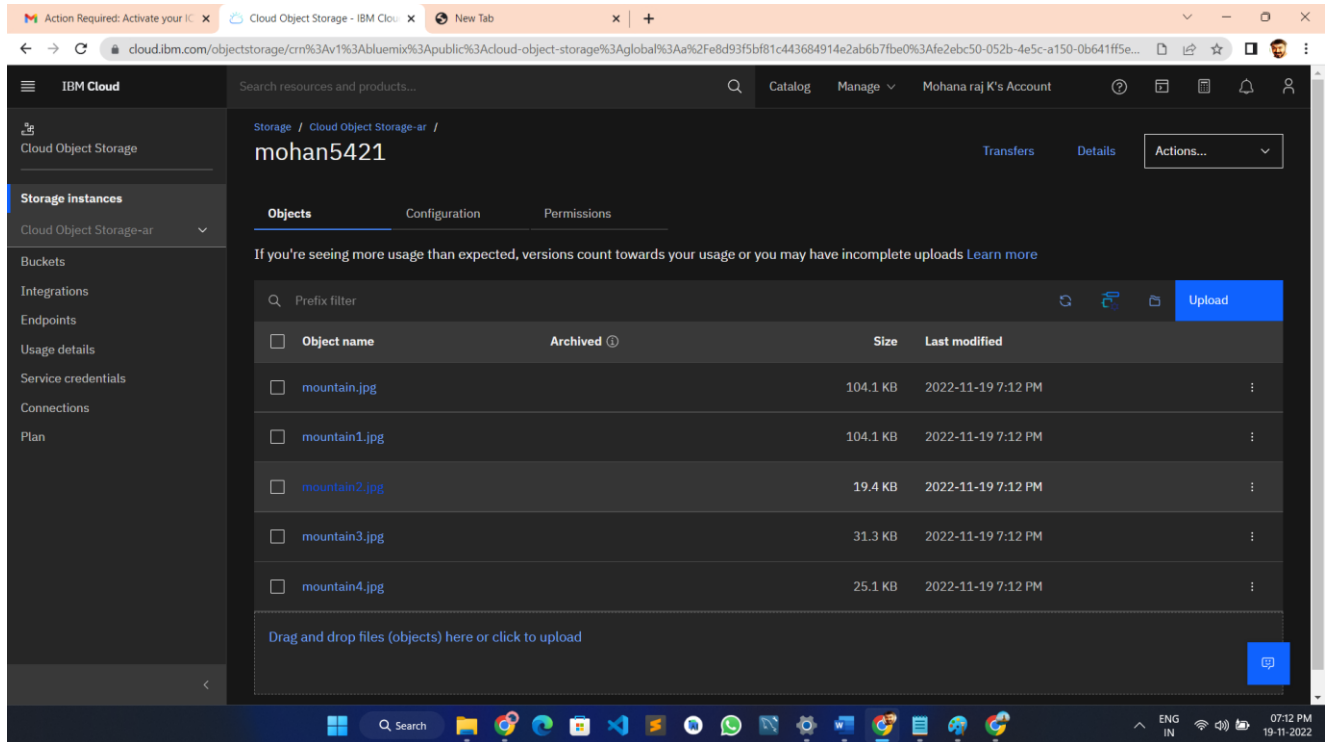 Action Required: Activate your IC
Cloud Object Storage - IBM Clou
New Tab
cloud.ibm.com/objectstorage/crn%3Av1%3Abluemix%3Apublic%3Acloud-object-storage%3Aglobal%3Aa%2Fe8d93f5bf81c443684914e2ab6b7fbe0%3Afe2ebc50-052b-4e5c-a150-0b641ff5e...
IBM Cloud
Search resources and products...
Catalog
Manage
Mohana raj K's Account
Cloud Object Storage
Storage instances
Cloud Object Storage-ar
Buckets
Integrations
Endpoints
Usage details
Service credentials
Connections
Plan
Storage / Cloud Object Storage-ar /
mohan5421
Transfers
Details
Actions...
Objects
Configuration
Permissions
If you're seeing more usage than expected, versions count towards your usage or you may have incomplete uploads Learn more
Prefix filter
Upload
Object name Archived Size Last modified
mountain.jpg 104.1 KB 2022-11-19 7:12 PM
mountain1.jpg 104.1 KB 2022-11-19 7:12 PM
mountain2.jpg 19.4 KB 2022-11-19 7:12 PM
mountain3.jpg 31.3 KB 2022-11-19 7:12 PM
mountain4.jpg 25.1 KB 2022-11-19 7:12 PM
Drag and drop files (objects) here or click to upload
Search
ENG
IN
07:12 PM
19-11-2022